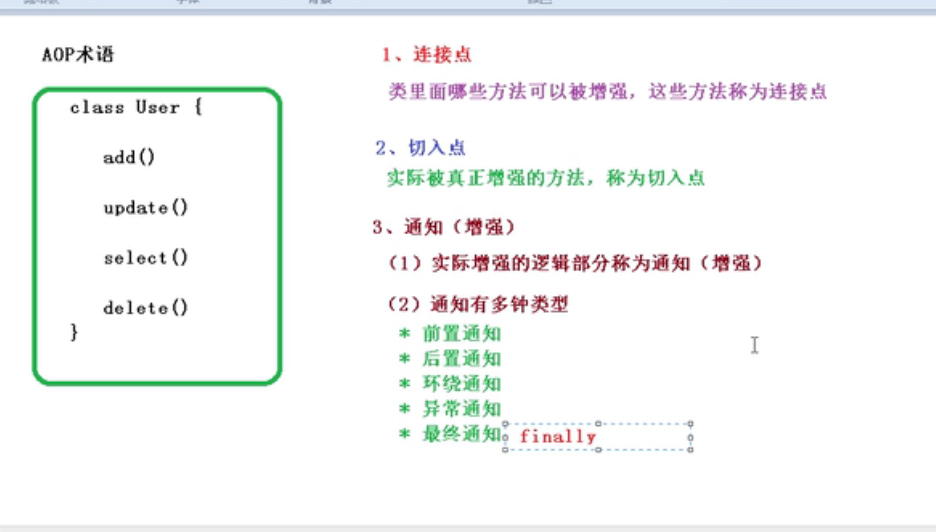 AOP术语
class User {
add()
update()
select()
delete()
}
1、连接点
类里面哪些方法可以被增强，这些方法称为连接点
2、切入点
实际被真正增强的方法，称为切入点
3、通知（增强）
（1）实际增强的逻辑部分称为通知（增强）
（2）通知有多钟类型
* 前置通知
* 后置通知
* 环绕通知
* 异常通知
* 最终通知 finally